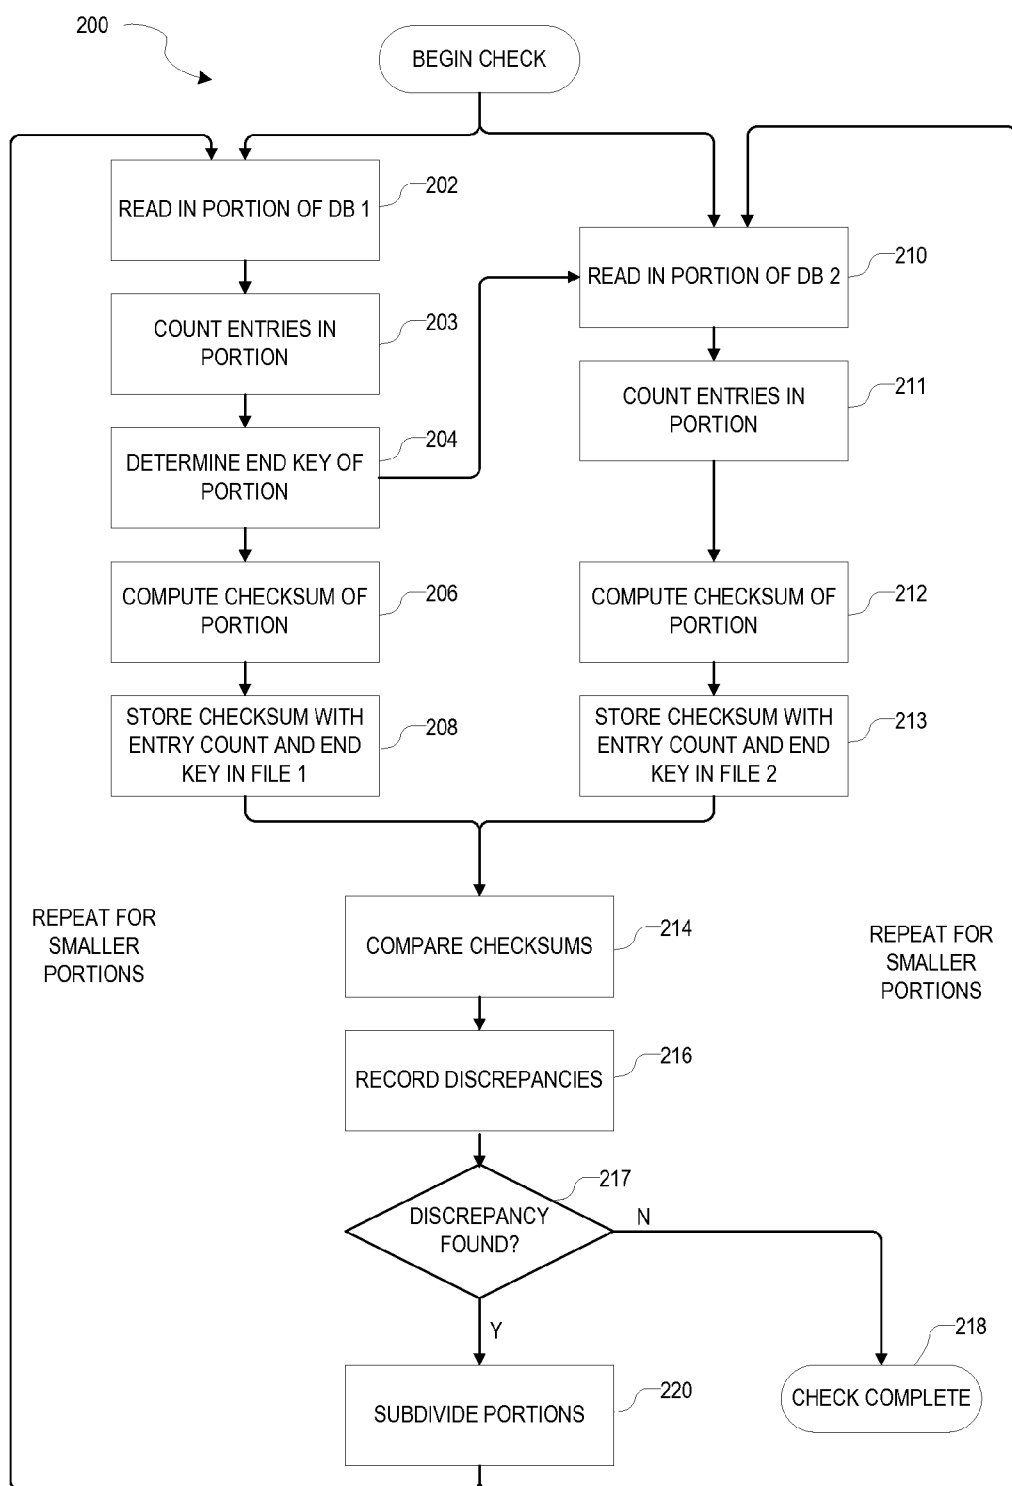 200
BEGIN CHECK
READ IN PORTION OF DB 1
202
COUNT ENTRIES IN
PORTION
203
DETERMINE END KEY OF
PORTION
204
COMPUTE CHECKSUM OF
PORTION
206
STORE CHECKSUM WITH
ENTRY COUNT AND END
KEY IN FILE 1
208
READ IN PORTION OF DB 2
210
COUNT ENTRIES IN
PORTION
211
COMPUTE CHECKSUM OF
PORTION
212
STORE CHECKSUM WITH
ENTRY COUNT AND END
KEY IN FILE 2
213
REPEAT FOR
SMALLER
PORTIONS
COMPARE CHECKSUMS
214
REPEAT FOR
SMALLER
PORTIONS
RECORD DISCREPANCIES
216
DISCREPANCY
FOUND?
217
N
Y
SUBDIVIDE PORTIONS
220
CHECK COMPLETE
218